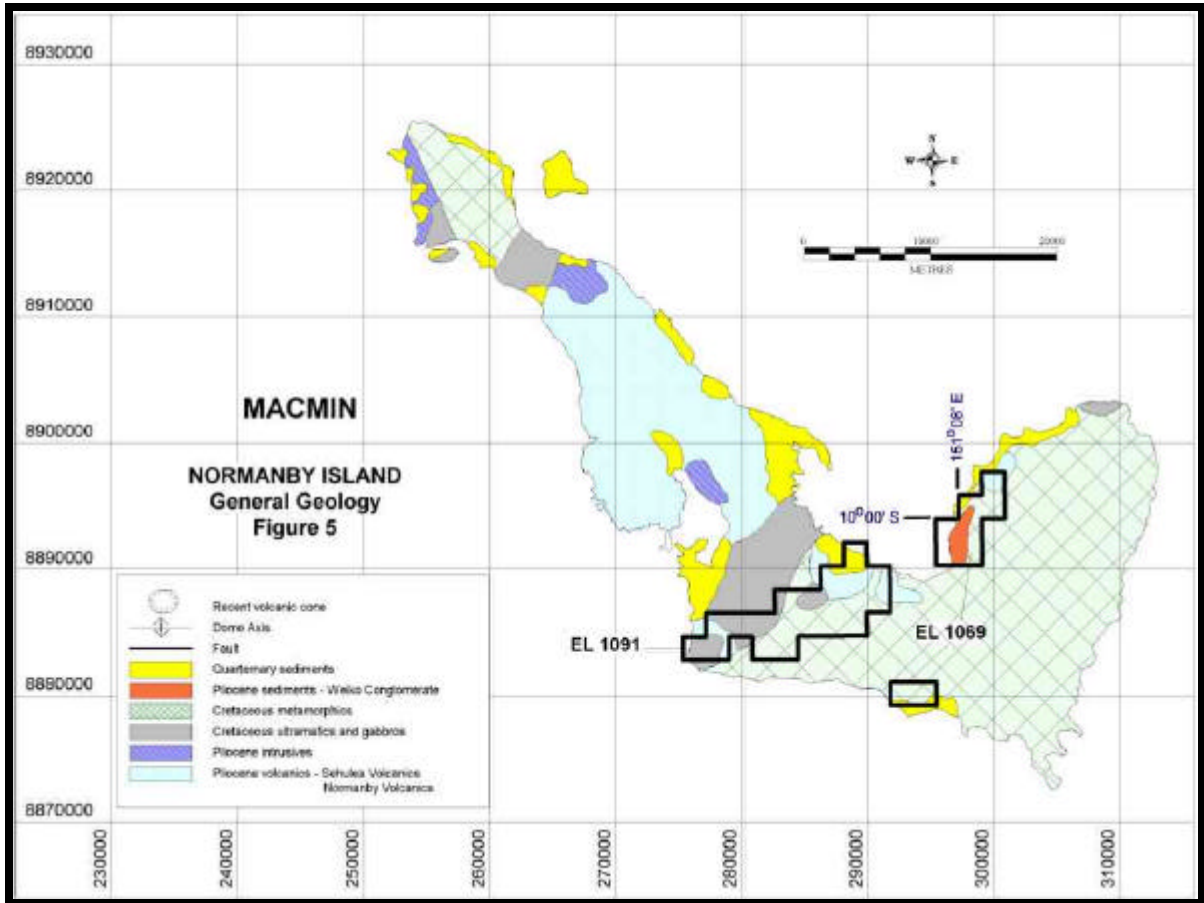 8930000
8920000
8910000
8900000
8890000
8880000
8870000
N
W
E
S
0 10000 20000
METRES
MACMIN
NORMANBY ISLAND
General Geology
Figure 5
151°08' E
10°00' S
EL 1091
EL 1069
Recent volcanic cone
Dome Axis
Fault
Quarternary sediments
Pliocene sediments - Weiko Conglomerate
Cretaceous metamorphics
Cretaceous ultramafics and gabbros
Pliocene intrusives
Pliocene volcanics - Sehulea Volcanics
Normanby Volcanics
230000
240000
250000
260000
270000
280000
290000
300000
310000